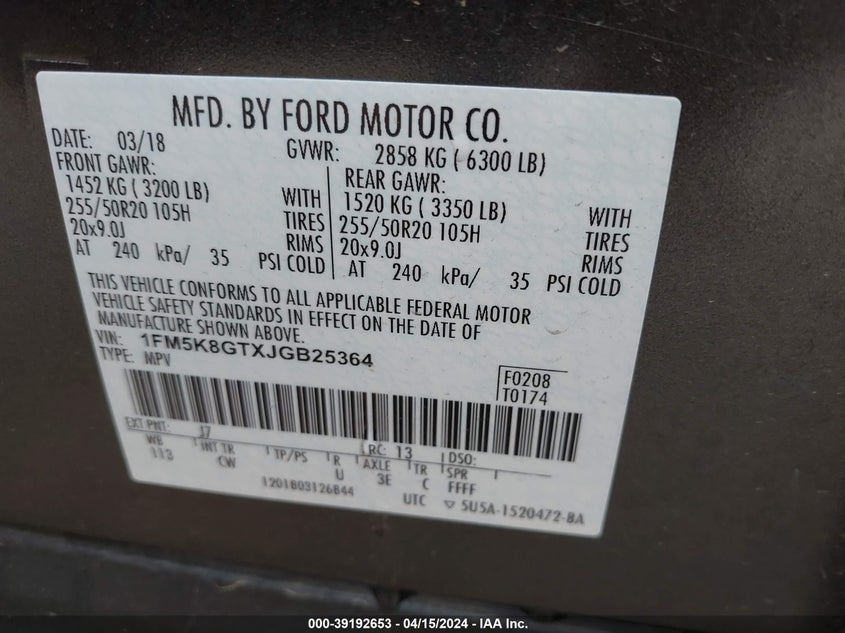 MFD. BY FORD MOTOR CO.
DATE: 03/18 GVWR: 2858 KG ( 6300 LB)
FRONT GAWR: REAR GAWR:
1452 KG ( 3200 LB) WITH 1520 KG ( 3350 LB) WITH
255/50R20 105H TIRES 255/50R20 105H TIRES
20x9.0J RIMS 20x9.0J RIMS
AT 240 kPa/ 35 PSI COLD AT 240 kPa/ 35 PSI COLD
THIS VEHICLE CONFORMS TO ALL APPLICABLE FEDERAL MOTOR
VEHICLE SAFETY STANDARDS IN EFFECT ON THE DATE OF
MANUFACTURE SHOWN ABOVE.
VIN: 1FM5K8GTXJGB25364
TYPE: MPV
F0208
T0174
EXT PNT: J7 RC: 13 DSO:
WB INT TR TP/PS R AXLE TR SPR
113 CW U 3E C FFFF
1201803126844 UTC ▽ 5U5A-1520472-BA
000-39192653 / 04/15/2024 - IAA Inc.